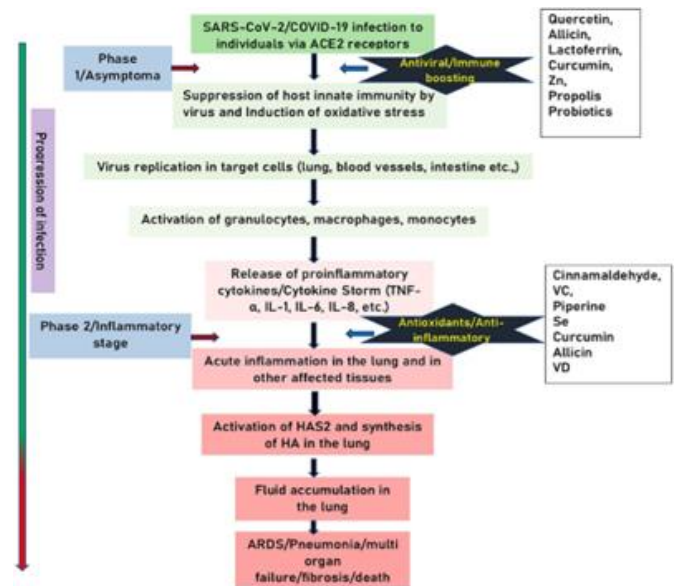 SARS-CoV-2/COVID-19 infection to
individuals via ACE2 receptors
Phase
1/Asymptoma
Antiviral/Immune
boosting
Quercetin,
Allicin,
Lactoferrin,
Curcumin,
Zn,
Propolis
Probiotics
Suppression of host innate immunity by
virus and Induction of oxidative stress
Progression of infection
Virus replication in target cells (lung, blood vessels, intestine etc.,)
Activation of granulocytes, macrophages, monocytes
Release of proinflammatory
cytokines/Cytokine Storm (TNF-
α, IL-1, IL-6, IL-8, etc.)
Phase 2/Inflammatory
stage
Antioxidants/Anti-
inflammatory
Cinnamaldehyde,
VC,
Piperine
Se
Curcumin
Allicin
VD
Acute inflammation in the lung and in
other affected tissues
Activation of HAS2 and synthesis
of HA in the lung
Fluid accumulation in
the lung
ARDS/Pneumonia/multi
organ
failure/fibrosis/death